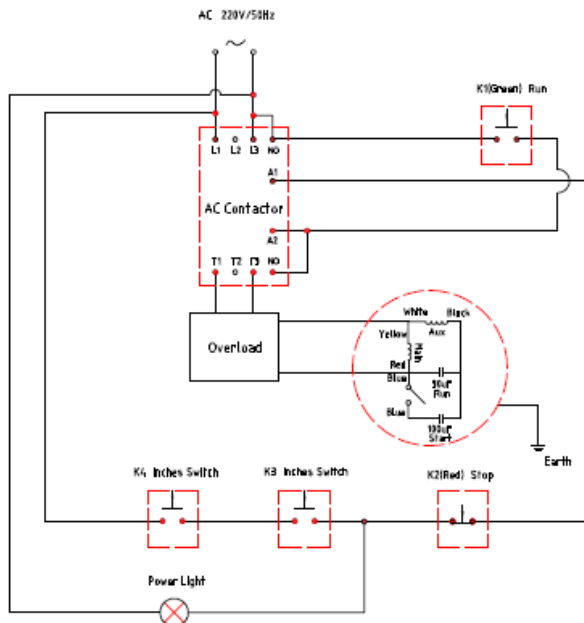 AC 220V/50Hz
K1(Green) Run
L1 L2 L3 NO
A1
AC Contactor
A2
T1 T2 T3 NO
White Black
Aux
Yellow
Main
Overload
Red
Blue
50uF
Run
Blue
100uF
Start
Earth
K4 Inches Switch K3 Inches Switch K2(Red) Stop
Power Light